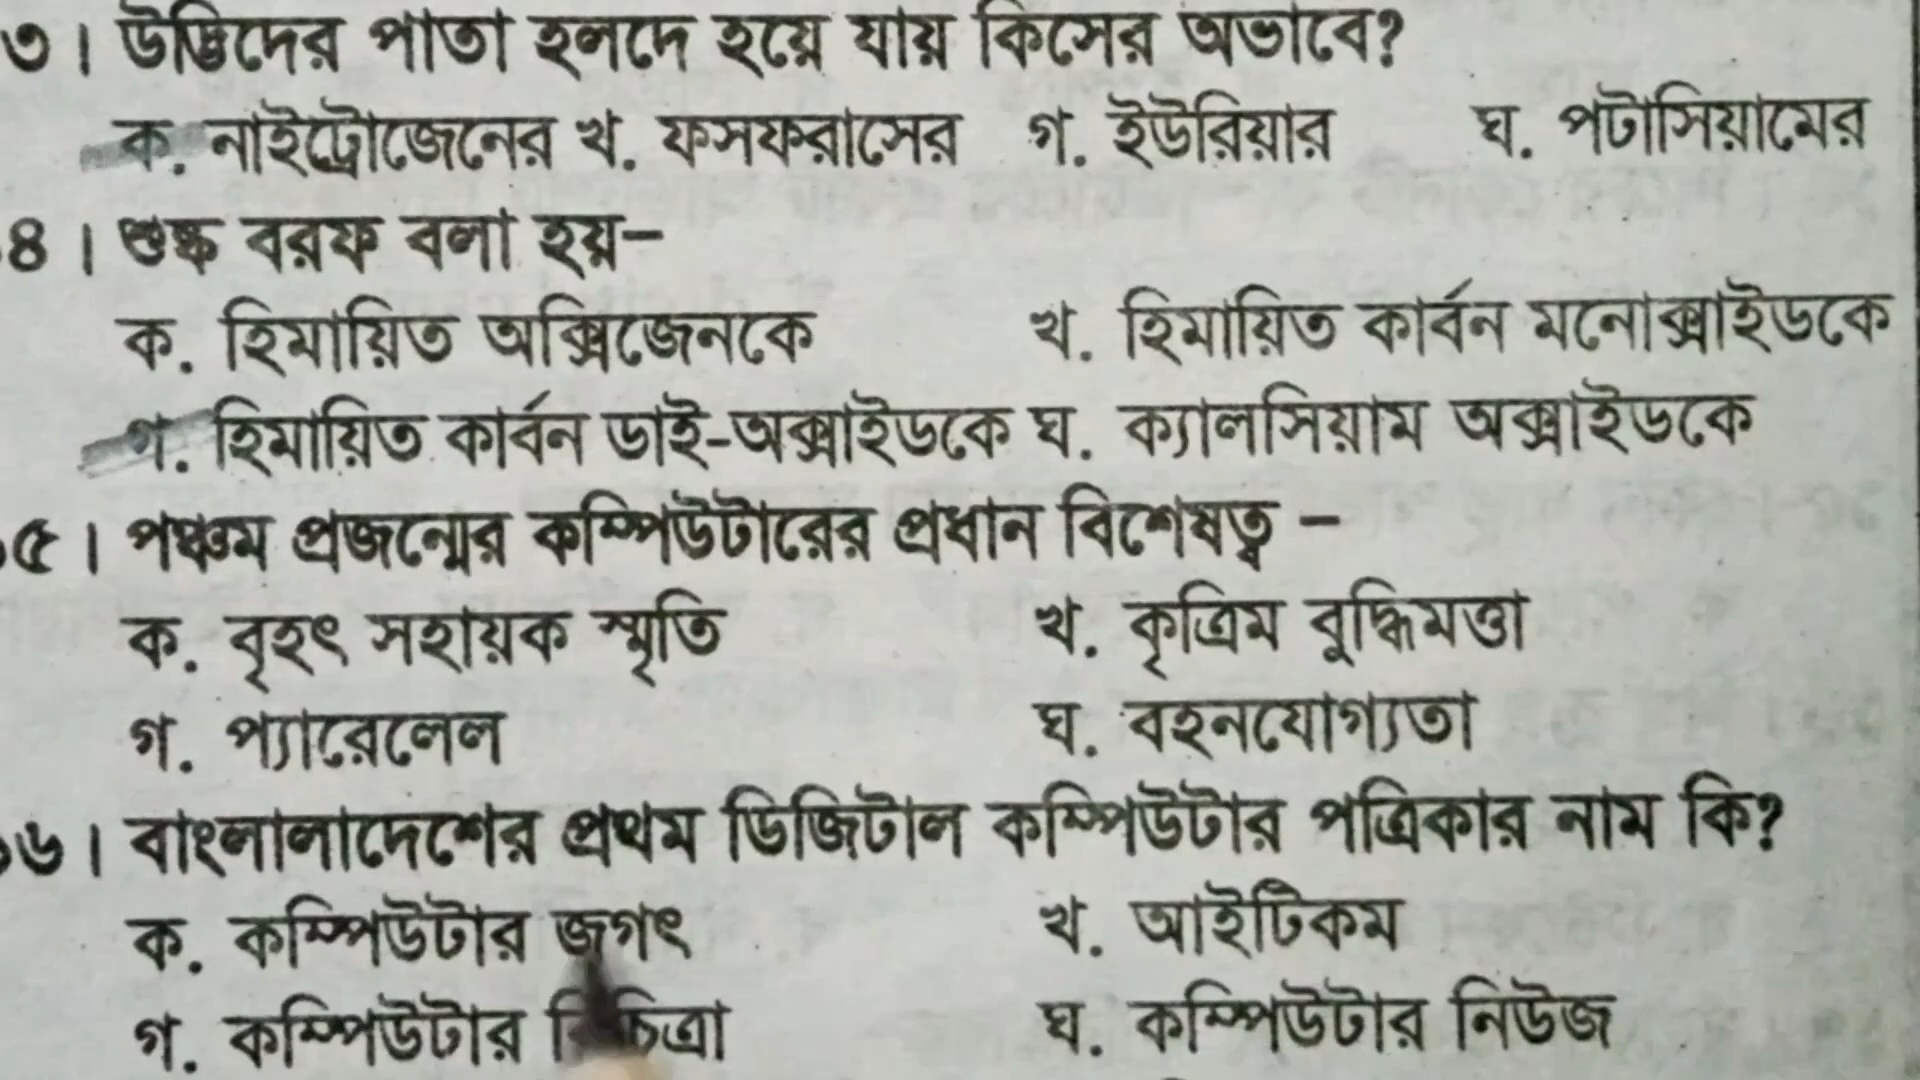 ৩। উদ্ভিদের পাতা হলদে হয়ে যায় কিসের অভাবে?
ক. নাইট্রোজেনের খ. ফসফরাসের গ. ইউরিয়ার ঘ. পটাসিয়ামের
৪। শুষ্ক বরফ বলা হয়–
ক. হিমায়িত অক্সিজেনকে খ. হিমায়িত কার্বন মনোক্সাইডকে
গ. হিমায়িত কার্বন ডাই-অক্সাইডকে ঘ. ক্যালসিয়াম অক্সাইডকে
৫। পঞ্চম প্রজন্মের কম্পিউটারের প্রধান বিশেষত্ব –
ক. বৃহৎ সহায়ক স্মৃতি খ. কৃত্রিম বুদ্ধিমত্তা
গ. প্যারেলেল ঘ. বহনযোগ্যতা
৬। বাংলালাদেশের প্রথম ডিজিটাল কম্পিউটার পত্রিকার নাম কি?
ক. কম্পিউটার জগৎ খ. আইটিকম
গ. কম্পিউটার বিচিত্রা ঘ. কম্পিউটার নিউজ